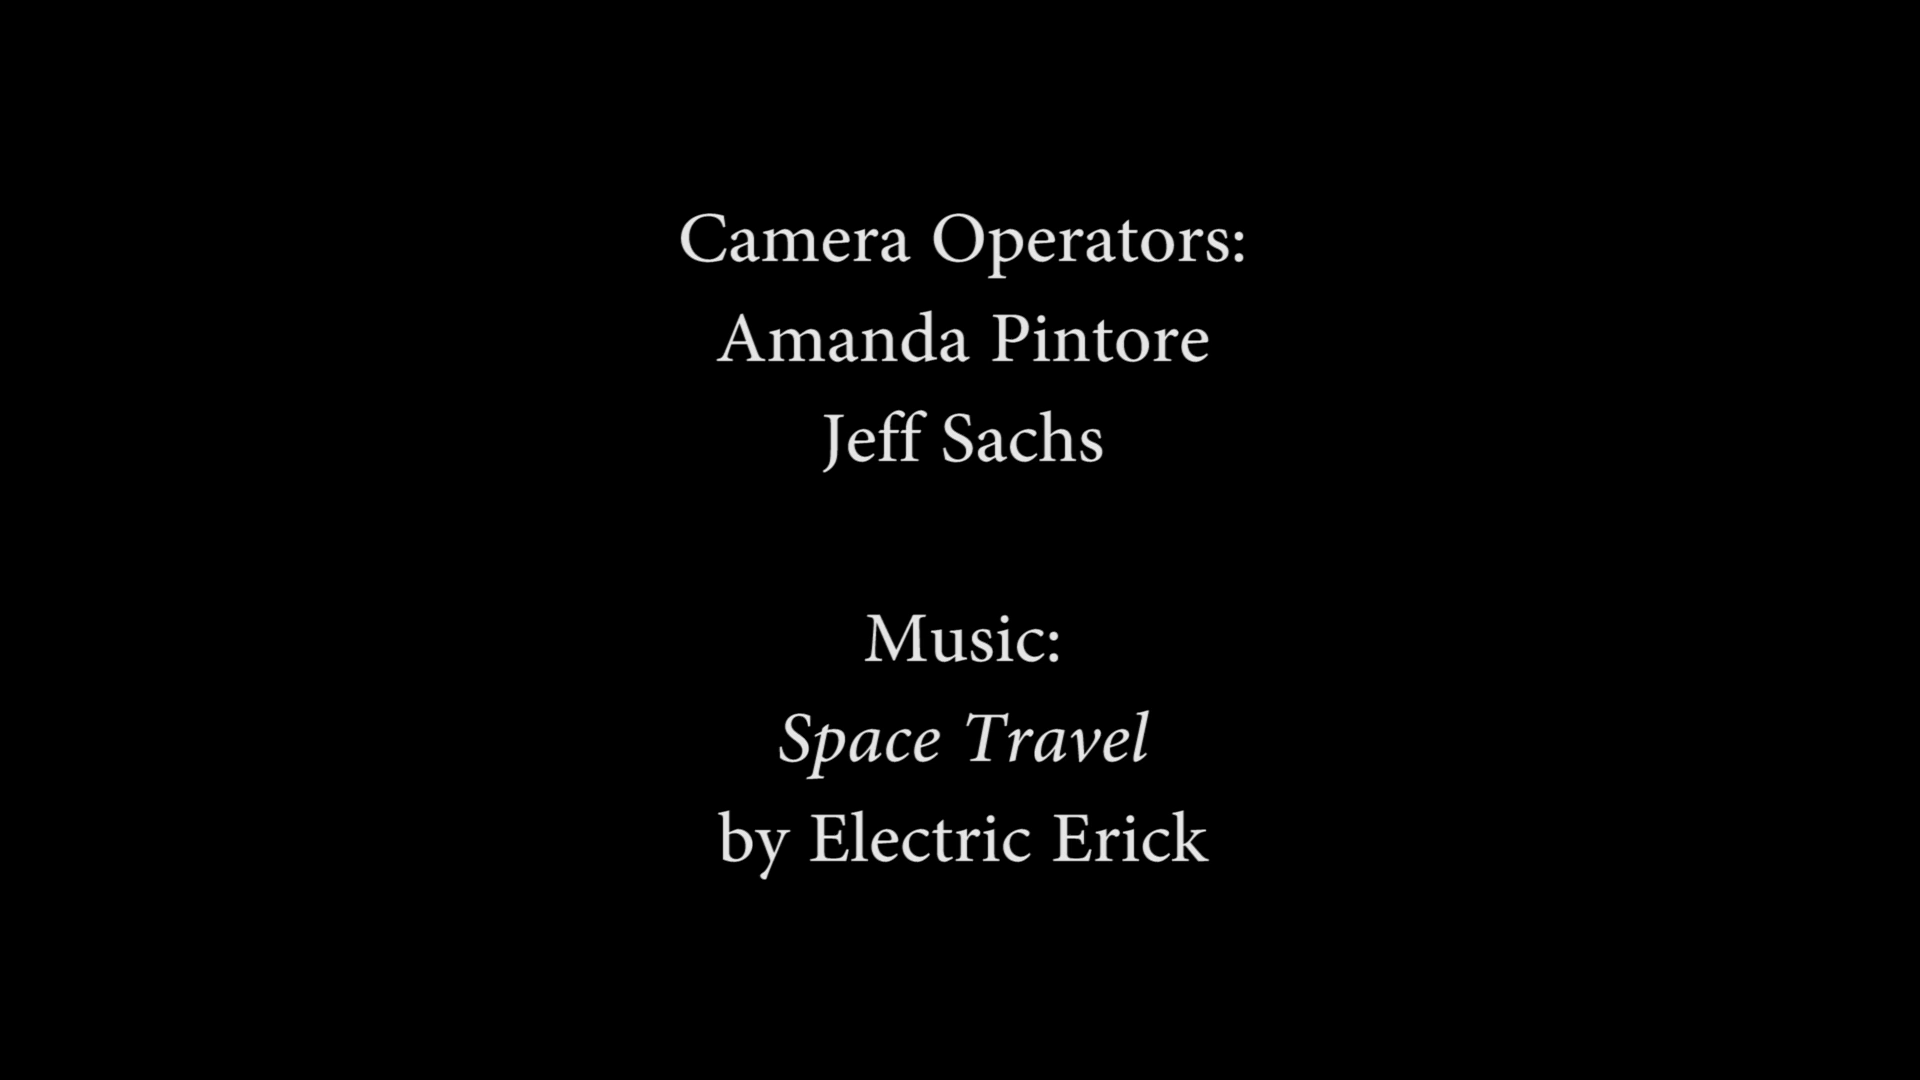 Camera Operators:
Amanda Pintore
Jeff Sachs
Music:
Space Travel
by Electric Erick